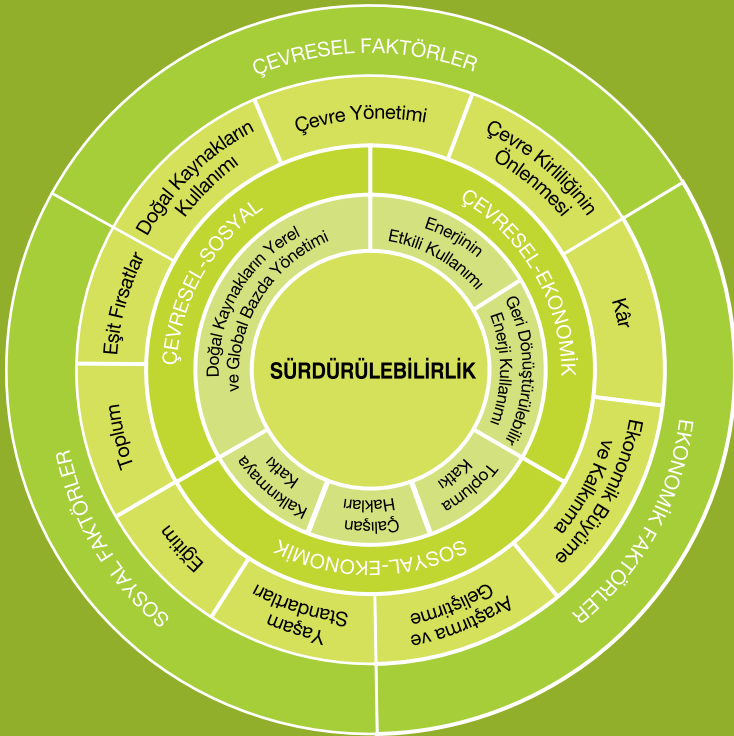 ÇEVRESEL FAKTÖRLER
Doğal Kaynakların
Kullanımı
Çevre Yönetimi
Çevre Kirliliğinin
Önlenmesi
EKONOMİK FAKTÖRLER
Kâr
Ekonomik Büyüme
ve Kalkınma
Araştırma ve
Geliştirme
SOSYAL FAKTÖRLER
Yaşam
Standartları
Eğitim
Toplum
Eşit Fırsatlar
ÇEVRESEL-SOSYAL
Doğal Kaynakların Yerel
ve Global Bazda Yönetimi
ÇEVRESEL-EKONOMİK
Enerjinin
Etkili Kullanımı
Geri Dönüştürülebilir
Enerji Kullanımı
SOSYAL-EKONOMİK
Topluma
Katkı
Çalışan
Hakları
Kalkınmaya
Katkı
SÜRDÜRÜLEBİLİRLİK